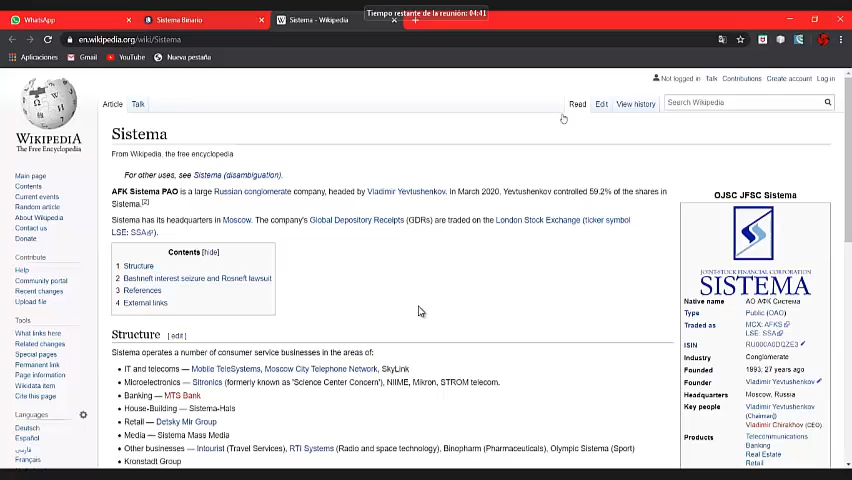 Tiempo restante de la reunión: 04:41
WhatsApp
Sistema Binario
Sistema - Wikipedia
en.wikipedia.org/wiki/Sistema
Aplicaciones
Gmail
YouTube
Nueva pestaña
Not logged in Talk Contributions Create account Log in
Article Talk
Read Edit View history
Search Wikipedia
WIKIPEDIA
The Free Encyclopedia
Main page
Contents
Current events
Random article
About Wikipedia
Contact us
Donate
Contribute
Help
Community portal
Recent changes
Upload file
Tools
What links here
Related changes
Special pages
Permanent link
Page information
Wikidata item
Cite this page
Languages
Deutsch
Español
فارسی
Français
Sistema
From Wikipedia, the free encyclopedia
For other uses, see Sistema (disambiguation).
AFK Sistema PAO is a large Russian conglomerate company, headed by Vladimir Yevtushenkov. In March 2020, Yevtushenkov controlled 59.2% of the shares in
Sistema.[2]
Sistema has its headquarters in Moscow. The company's Global Depository Receipts (GDRs) are traded on the London Stock Exchange (ticker symbol
LSE: SSA).
Contents [hide]
1 Structure
2 Bashneft interest seizure and Rosneft lawsuit
3 References
4 External links
Structure [ edit ]
Sistema operates a number of consumer service businesses in the areas of:
• IT and telecoms — Mobile TeleSystems, Moscow City Telephone Network, SkyLink
• Microelectronics — Sitronics (formerly known as 'Science Center Concern'), NIIME, Mikron, STROM telecom.
• Banking — MTS Bank
• House-Building — Sistema-Hals
• Retail — Detsky Mir Group
• Media — Sistema Mass Media
• Other businesses — Intourist (Travel Services), RTI Systems (Radio and space technology), Binopharm (Pharmaceuticals), Olympic Sistema (Sport)
• Kronstadt Group
OJSC JFSC Sistema
JOINT-STOCK FINANCIAL CORPORATION
SISTEMA
Native name АО АФК Система
Type Public (ОАО)
Traded as MCX: AFKS
LSE: SSA
ISIN RU000A0DQZE3
Industry Conglomerate
Founded 1993, 27 years ago
Founder Vladimir Yevtushenkov
Headquarters Moscow, Russia
Key people Vladimir Yevtushenkov
(Chairman)
Vladimir Chirakhov (CEO)
Products Telecommunications
Banking
Real Estate
Retail